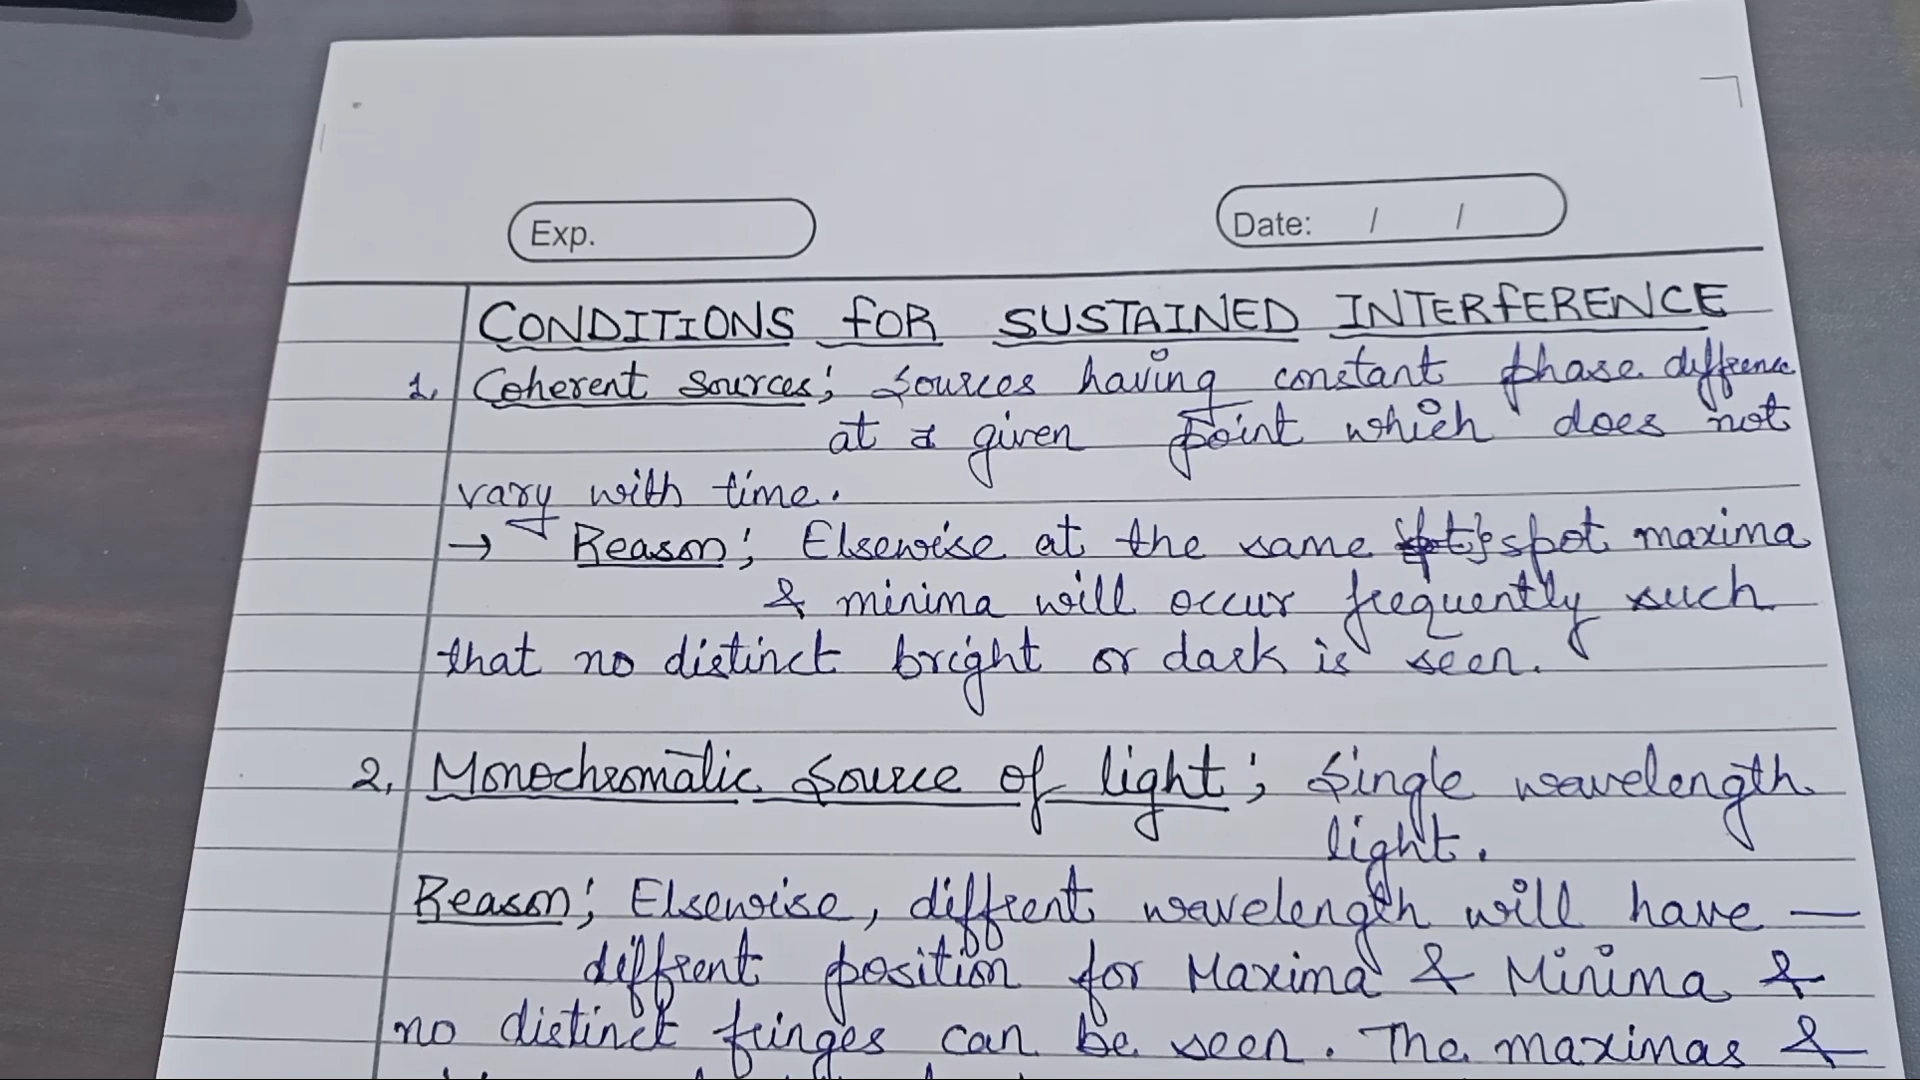 Exp.
Date: / /
CONDITIONS FOR SUSTAINED INTERFERENCE
1. Coherent Sources; Sources having constant phase diffrence
at a given point which does not
vary with time.
→ Reason; Elsewise at the same spot maxima
& minima will occur frequently such
that no distinct bright or dark is seen.
2. Monochromatic Source of light; Single wavelength
light.
Reason; Elsewise, diffrent wavelength will have —
diffrent position for Maxima & Minima &
no distinct fringes can be seen. The maximas &